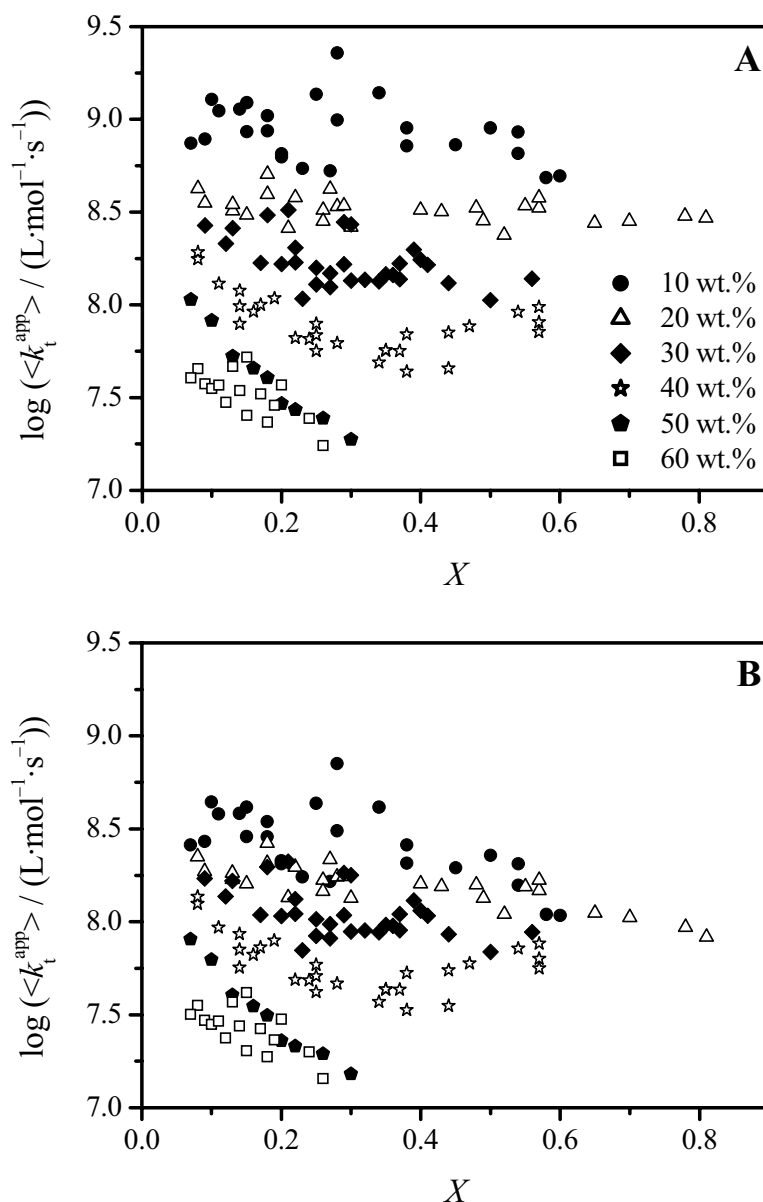 A
9.5
9.0
8.5
8.0
7.5
7.0
log (<k_t^app> / (L·mol⁻¹·s⁻¹))
10 wt.%
20 wt.%
30 wt.%
40 wt.%
50 wt.%
60 wt.%
0.0 0.2 0.4 0.6 0.8
X
B
9.5
9.0
8.5
8.0
7.5
7.0
log (<k_t^app> / (L·mol⁻¹·s⁻¹))
0.0 0.2 0.4 0.6 0.8
X